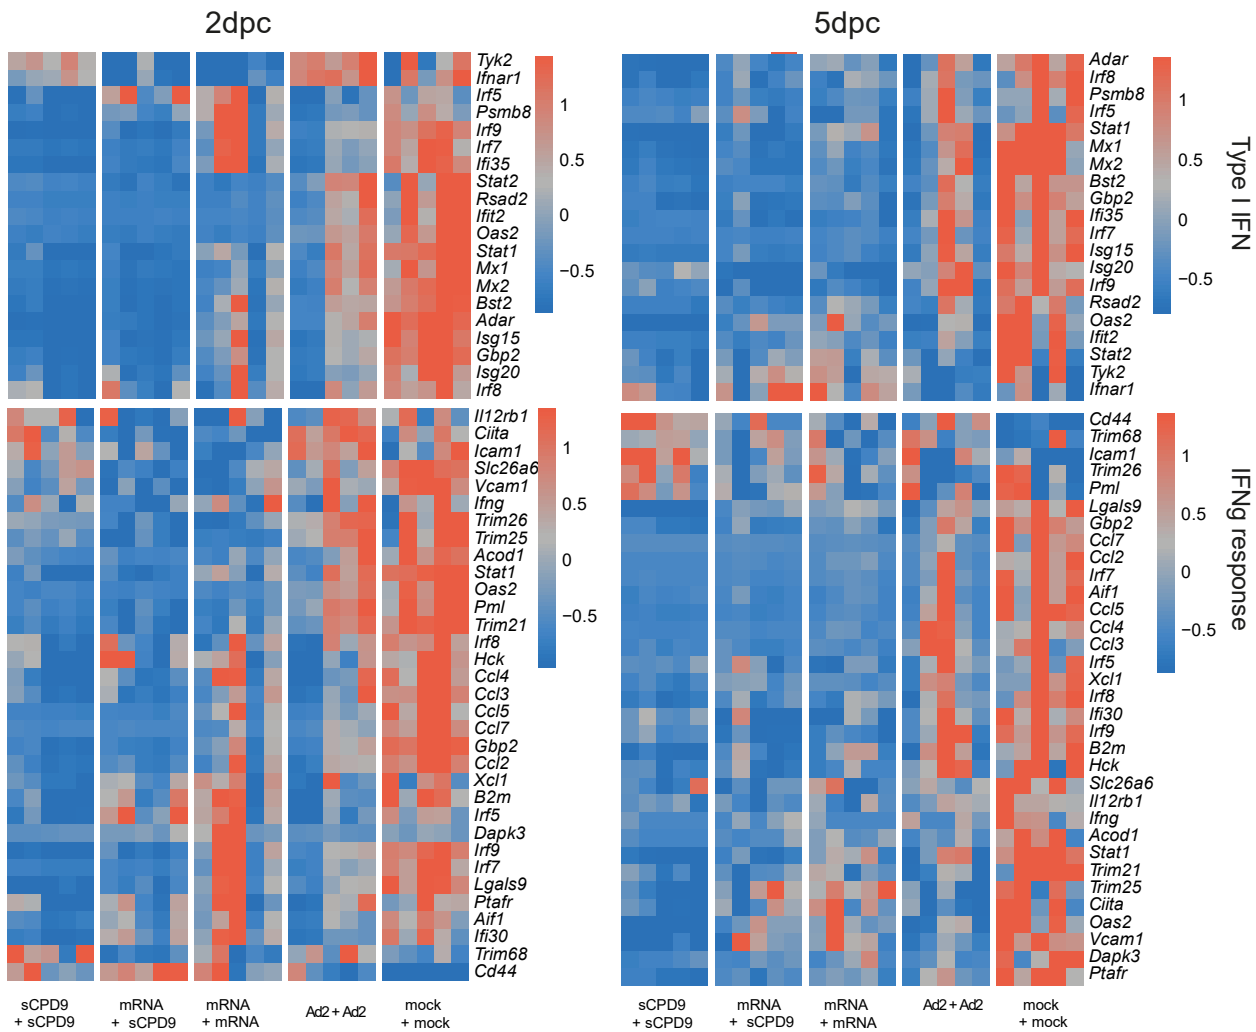 2dpc
5dpc
Tyk2
Ifnar1
Irf5
Psmb8
Irf9
Irf7
Ifi35
Stat2
Rsad2
Ifit2
Oas2
Stat1
Mx1
Mx2
Bst2
Adar
Isg15
Gbp2
Isg20
Irf8
1
0.5
0
−0.5
Adar
Irf8
Psmb8
Irf5
Stat1
Mx1
Mx2
Bst2
Gbp2
Ifi35
Irf7
Isg15
Isg20
Irf9
Rsad2
Oas2
Ifit2
Stat2
Tyk2
Ifnar1
1
0.5
0
−0.5
Type I IFN
Il12rb1
Ciita
Icam1
Slc26a6
Vcam1
Ifng
Trim26
Trim25
Acod1
Stat1
Oas2
Pml
Trim21
Irf8
Hck
Ccl4
Ccl3
Ccl5
Ccl7
Gbp2
Ccl2
Xcl1
B2m
Irf5
Dapk3
Irf9
Irf7
Lgals9
Ptafr
Aif1
Ifi30
Trim68
Cd44
1
0.5
0
−0.5
Cd44
Trim68
Icam1
Trim26
Pml
Lgals9
Gbp2
Ccl7
Ccl2
Irf7
Aif1
Ccl5
Ccl4
Ccl3
Irf5
Xcl1
Irf8
Ifi30
Irf9
B2m
Hck
Slc26a6
Il12rb1
Ifng
Acod1
Stat1
Trim21
Trim25
Ciita
Oas2
Vcam1
Dapk3
Ptafr
1
0.5
0
−0.5
IFNg response
sCPD9
+ sCPD9
mRNA
+ sCPD9
mRNA
+ mRNA
Ad2 + Ad2
mock
+ mock
sCPD9
+ sCPD9
mRNA
+ sCPD9
mRNA
+ mRNA
Ad2 + Ad2
mock
+ mock